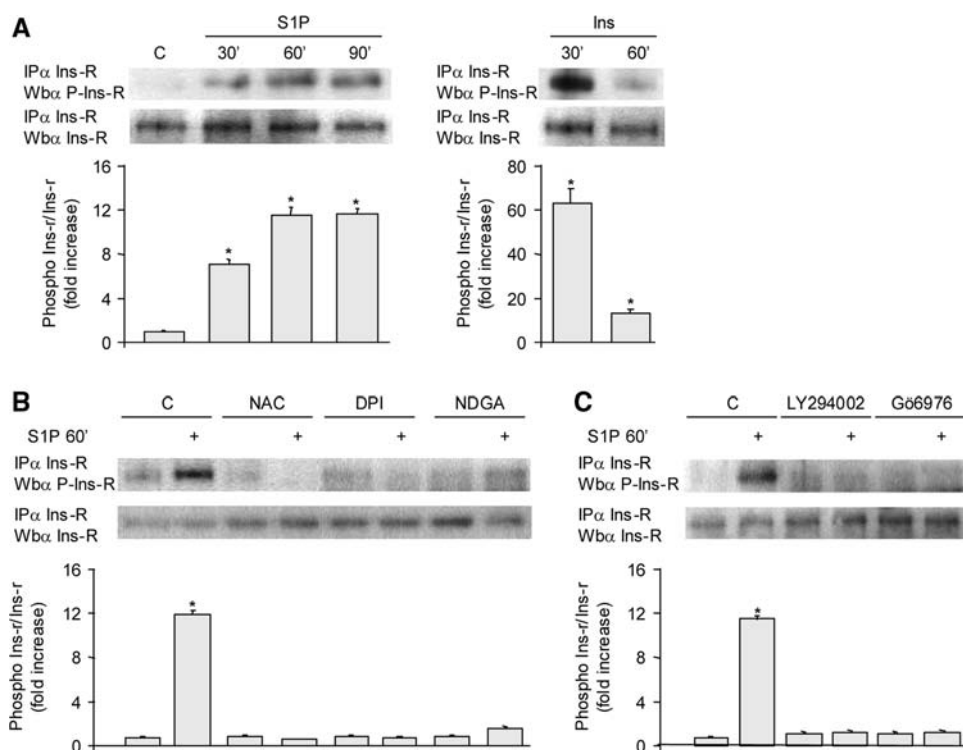 A
S1P
C 30' 60' 90'
IPα Ins-R
Wbα P-Ins-R
IPα Ins-R
Wbα Ins-R
Phospho Ins-r/Ins-r
(fold increase)
16
12
8
4
0
*
*
*
Ins
30' 60'
IPα Ins-R
Wbα P-Ins-R
IPα Ins-R
Wbα Ins-R
Phospho Ins-r/Ins-r
(fold increase)
80
60
40
20
0
*
*
B
C NAC DPI NDGA
S1P 60' + + + +
IPα Ins-R
Wbα P-Ins-R
IPα Ins-R
Wbα Ins-R
Phospho Ins-r/Ins-r
(fold increase)
16
12
8
4
0
*
C
C LY294002 Gö6976
S1P 60' + + +
IPα Ins-R
Wbα P-Ins-R
IPα Ins-R
Wbα Ins-R
Phospho Ins-r/Ins-r
(fold increase)
16
12
8
4
0
*